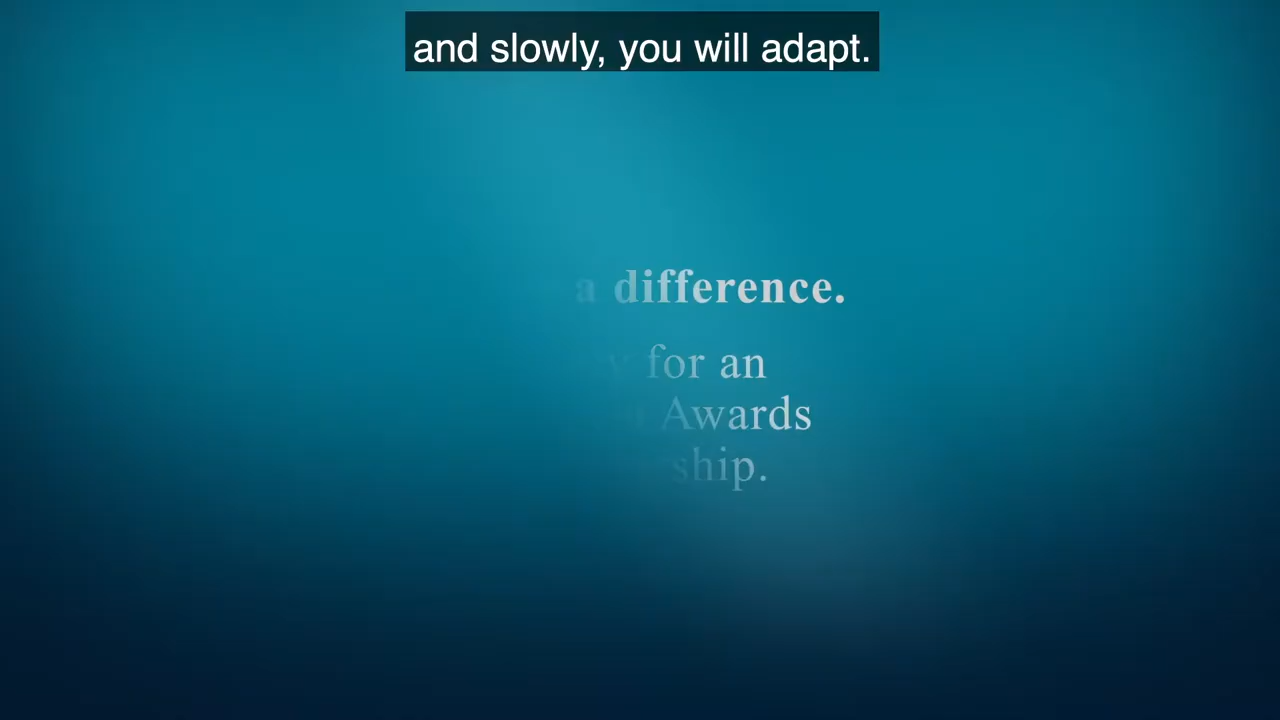 and slowly, you will adapt.
a difference.
for an
Awards
ship.